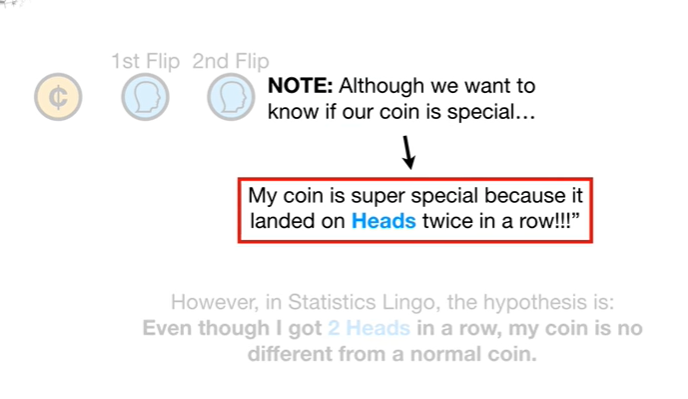 1st Flip 2nd Flip
¢
NOTE: Although we want to
know if our coin is special...
My coin is super special because it
landed on Heads twice in a row!!!”
However, in Statistics Lingo, the hypothesis is:
Even though I got 2 Heads in a row, my coin is no
different from a normal coin.